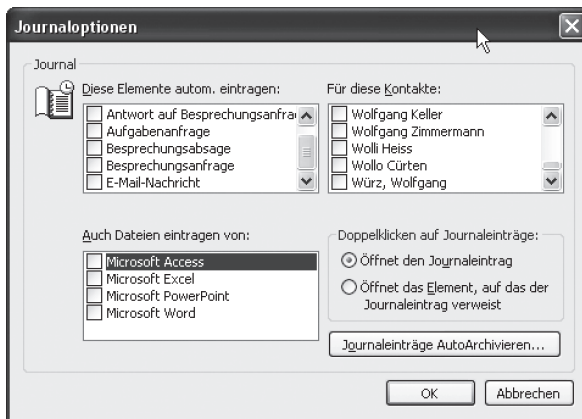 Journaloptionen
Journal
Diese Elemente autom. eintragen:
Antwort auf Besprechungsanfra
Aufgabenanfrage
Besprechungsabsage
Besprechungsanfrage
E-Mail-Nachricht
Für diese Kontakte:
Wolfgang Keller
Wolfgang Zimmermann
Wolli Heiss
Wollo Cürten
Würz, Wolfgang
Auch Dateien eintragen von:
Microsoft Access
Microsoft Excel
Microsoft PowerPoint
Microsoft Word
Doppelklicken auf Journaleinträge:
Öffnet den Journaleintrag
Öffnet das Element, auf das der
Journaleintrag verweist
Journaleinträge AutoArchivieren...
OK
Abbrechen